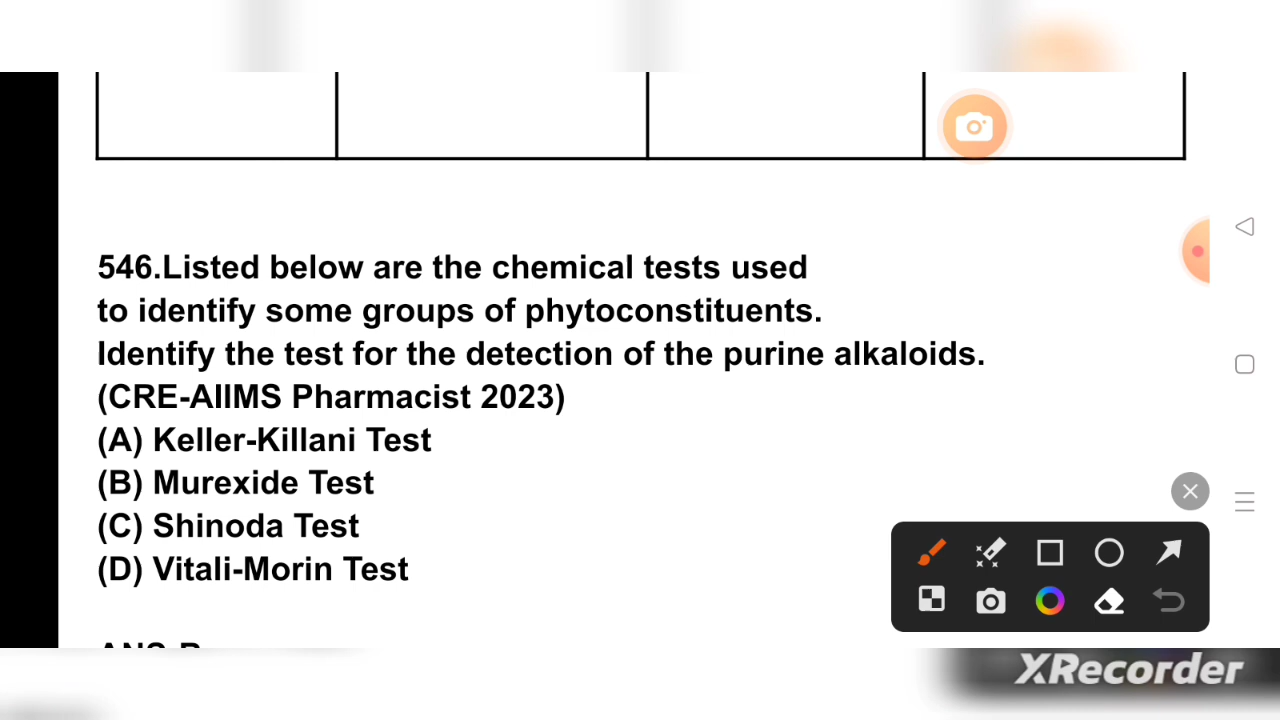 546.Listed below are the chemical tests used
to identify some groups of phytoconstituents.
Identify the test for the detection of the purine alkaloids.
(CRE-AIIMS Pharmacist 2023)
(A) Keller-Killani Test
(B) Murexide Test
(C) Shinoda Test
(D) Vitali-Morin Test
XRecorder